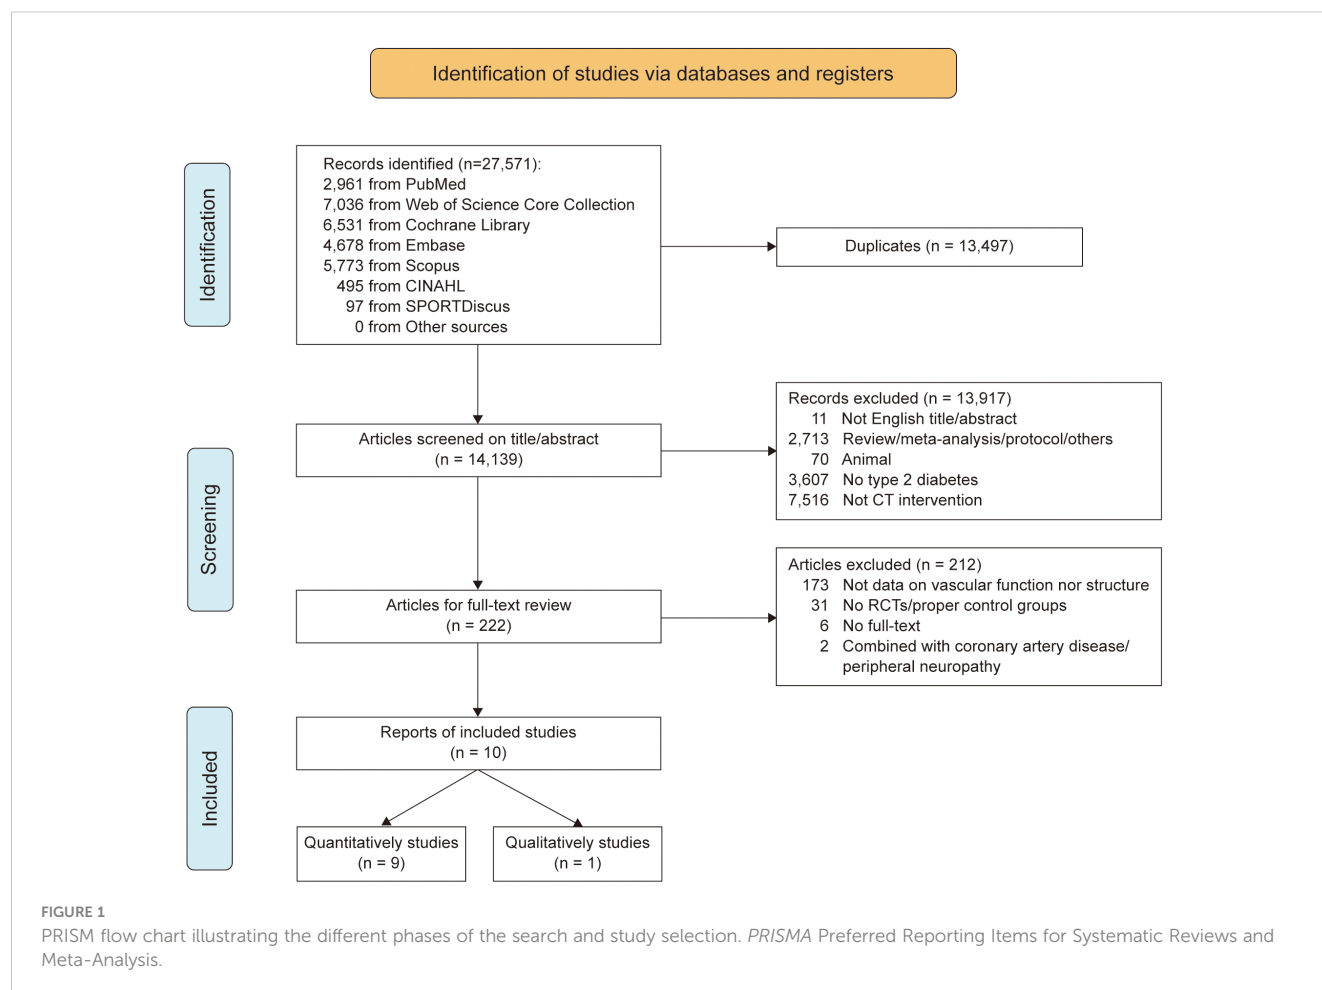 Identification of studies via databases and registers
Identification
Records identified (n=27,571):
2,961 from PubMed
7,036 from Web of Science Core Collection
6,531 from Cochrane Library
4,678 from Embase
5,773 from Scopus
495 from CINAHL
97 from SPORTDiscus
0 from Other sources
Duplicates (n = 13,497)
Screening
Articles screened on title/abstract
(n = 14,139)
Records excluded (n = 13,917)
11 Not English title/abstract
2,713 Review/meta-analysis/protocol/others
70 Animal
3,607 No type 2 diabetes
7,516 Not CT intervention
Articles for full-text review
(n = 222)
Articles excluded (n = 212)
173 Not data on vascular function nor structure
31 No RCTs/proper control groups
6 No full-text
2 Combined with coronary artery disease/
peripheral neuropathy
Included
Reports of included studies
(n = 10)
Quantitatively studies
(n = 9)
Qualitatively studies
(n = 1)
FIGURE 1
PRISM flow chart illustrating the different phases of the search and study selection. PRISMA Preferred Reporting Items for Systematic Reviews and
Meta-Analysis.